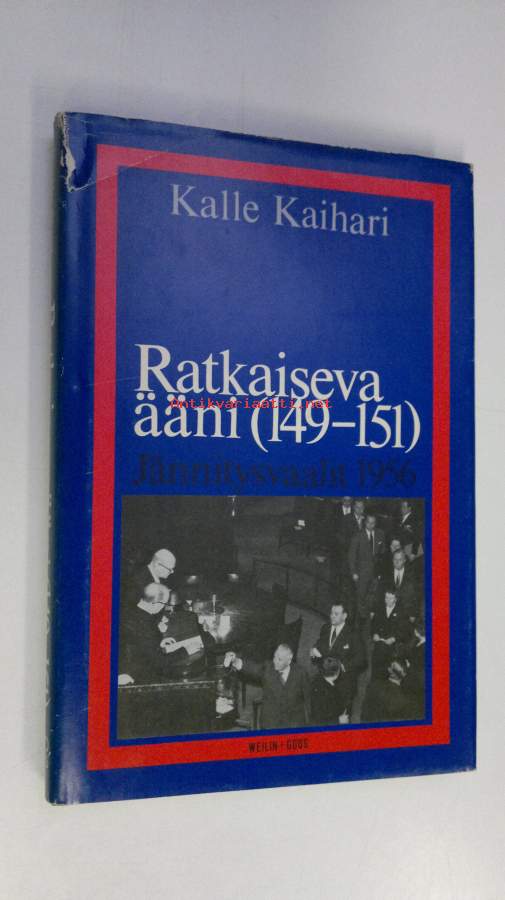 Kalle Kaihari
Ratkaiseva
ääni (149–151)
Antikvariaatti.net
Jännitysvaalit 1956
WEILIN+GÖÖS